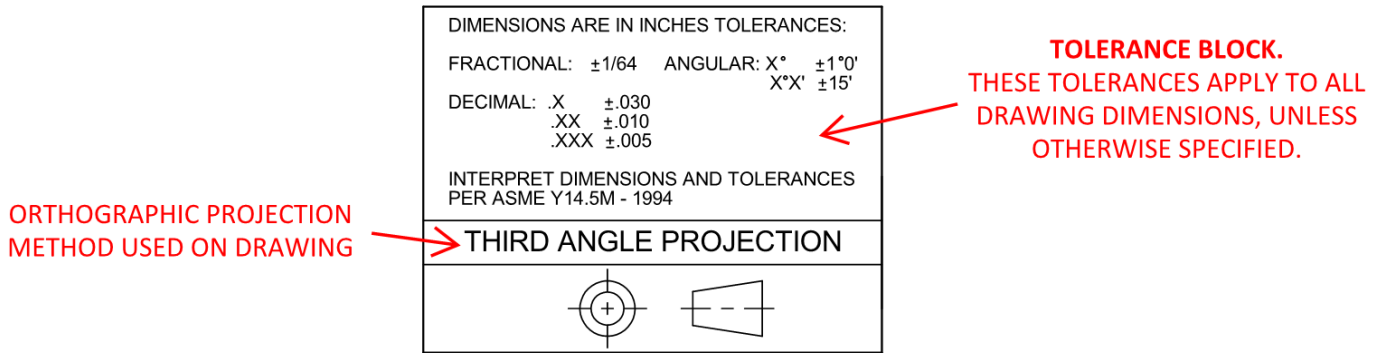 DIMENSIONS ARE IN INCHES TOLERANCES:
FRACTIONAL: ±1/64 ANGULAR: X° ±1°0'
X°X' ±15'
DECIMAL: .X ±.030
.XX ±.010
.XXX ±.005
INTERPRET DIMENSIONS AND TOLERANCES
PER ASME Y14.5M - 1994
THIRD ANGLE PROJECTION
TOLERANCE BLOCK.
THESE TOLERANCES APPLY TO ALL
DRAWING DIMENSIONS, UNLESS
OTHERWISE SPECIFIED.
ORTHOGRAPHIC PROJECTION
METHOD USED ON DRAWING